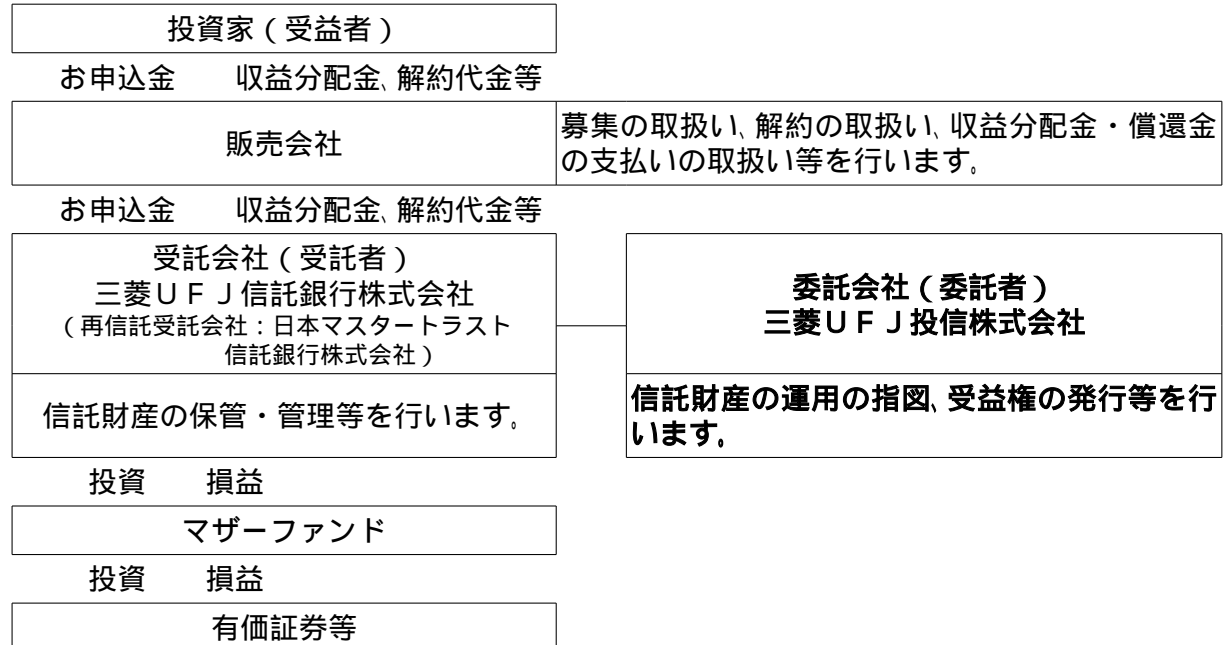 投資家（受益者）
お申込金　　収益分配金、解約代金等
販売会社
募集の取扱い、解約の取扱い、収益分配金・償還金
の支払いの取扱い等を行います。
お申込金　　収益分配金、解約代金等
受託会社（受託者）
三菱ＵＦＪ信託銀行株式会社
（再信託受託会社：日本マスタートラスト
信託銀行株式会社）
委託会社（委託者）
三菱ＵＦＪ投信株式会社
信託財産の保管・管理等を行います。
信託財産の運用の指図、受益権の発行等を行
います。
投資　　損益
マザーファンド
投資　　損益
有価証券等